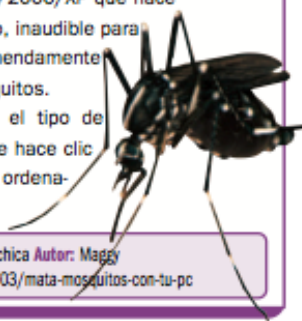 2000/XP que hace
o, inaudible para
mendamente
uitos.
el tipo de
e hace clic
ordena-
chica Autor: Maggy
03/mata-mosquitos-con-tu-pc